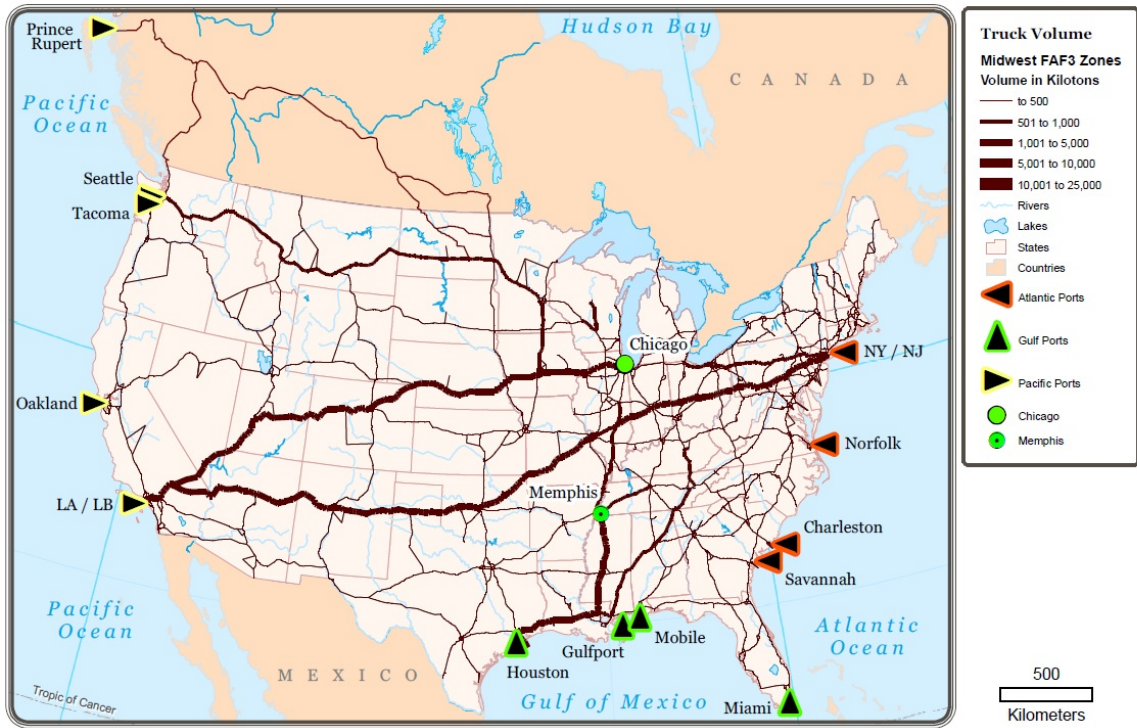 Prince
Rupert
Hudson Bay
CANADA
Pacific
Ocean
Seattle
Tacoma
Chicago
NY / NJ
Oakland
Norfolk
LA / LB
Memphis
Charleston
Savannah
Pacific
Ocean
Atlantic
Ocean
Mobile
Gulfport
Houston
MEXICO
Gulf of Mexico
Miami
Tropic of Cancer
Truck Volume
Midwest FAF3 Zones
Volume in Kilotons
to 500
501 to 1,000
1,001 to 5,000
5,001 to 10,000
10,001 to 25,000
Rivers
Lakes
States
Countries
Atlantic Ports
Gulf Ports
Pacific Ports
Chicago
Memphis
500
Kilometers